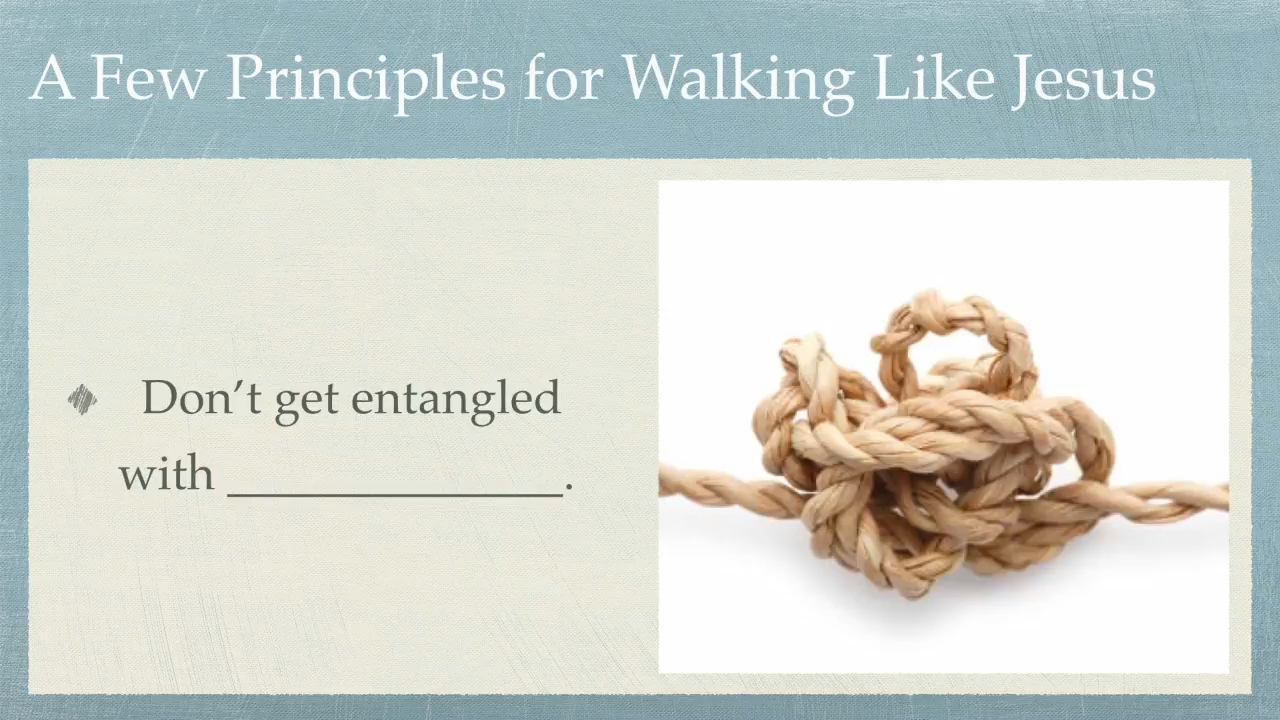 A Few Principles for Walking Like Jesus
Don’t get entangled
with ______________.